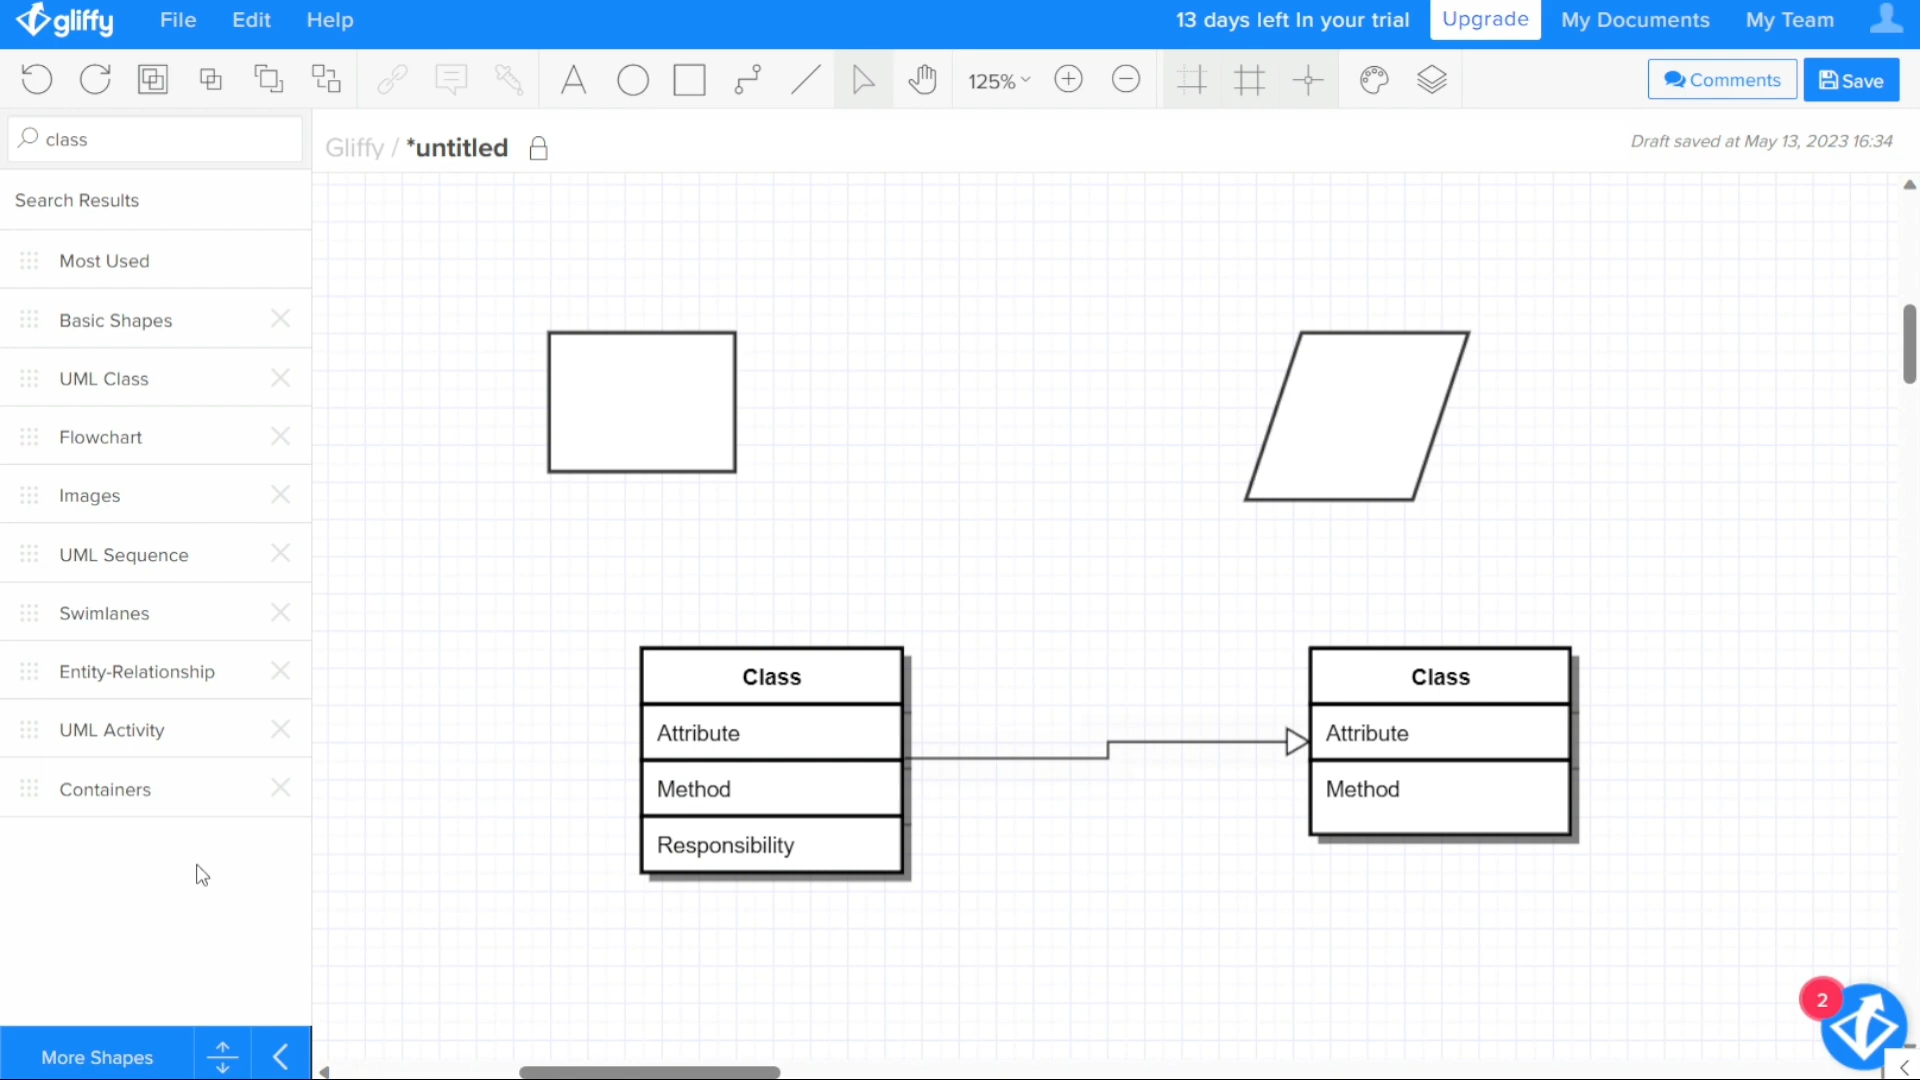 gliffy File Edit Help 13 days left In your trial Upgrade My Documents My Team
A 125% Comments Save
class
Gliffy / *untitled
Draft saved at May 13, 2023 16:34
Search Results
Most Used
Basic Shapes
UML Class
Flowchart
Images
UML Sequence
Swimlanes
Entity-Relationship
UML Activity
Containers
More Shapes
Class
Attribute
Method
Responsibility
Class
Attribute
Method
2